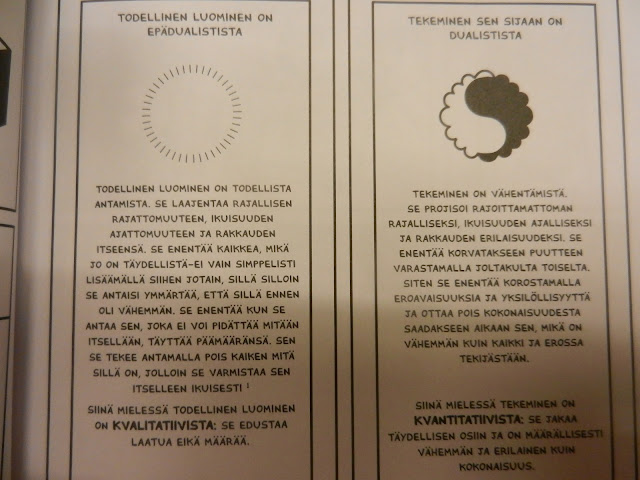 TODELLINEN LUOMINEN ON
EPÄDUALISTISTA
TODELLINEN LUOMINEN ON TODELLISTA
ANTAMISTA. SE LAAJENTAA RAJALLISEN
RAJATTOMUUTEEN, IKUISUUDEN
AJATTOMUUTEEN JA RAKKAUDEN
ITSEENSÄ. SE ENENTÄÄ KAIKKEA, MIKÄ
JO ON TÄYDELLISTÄ-EI VAIN SIMPPELISTI
LISÄÄMÄLLÄ SIIHEN JOTAIN, SILLÄ SILLOIN
SE ANTAISI YMMÄRTÄÄ, ETTÄ SILLÄ ENNEN
OLI VÄHEMMÄN. SE ENENTÄÄ KUN SE
ANTAA SEN, JOKA EI VOI PIDÄTTÄÄ MITÄÄN
ITSELLÄÄN, TÄYTTÄÄ PÄÄMÄÄRÄNSÄ. SEN
SE TEKEE ANTAMALLA POIS KAIKEN MITÄ
SILLÄ ON, JOLLOIN SE VARMISTAA SEN
ITSELLEEN IKUISESTI 1
SIINÄ MIELESSÄ TODELLINEN LUOMINEN
ON KVALITATIIVISTA: SE EDUSTAA
LAATUA EIKÄ MÄÄRÄÄ.
TEKEMINEN SEN SIJAAN ON
DUALISTISTA
TEKEMINEN ON VÄHENTÄMISTÄ.
SE PROJISOI RAJOITTAMATTOMAN
RAJALLISEKSI, IKUISUUDEN AJALLISEKSI
JA RAKKAUDEN ERILAISUUDEKSI. SE
ENENTÄÄ KORVATAKSEEN PUUTTEEN
VARASTAMALLA JOLTAKULTA TOISELTA.
SITEN SE ENENTÄÄ KOROSTAMALLA
EROAVAISUUKSIA JA YKSILÖLLISYYTTÄ
JA OTTAA POIS KOKONAISUUDESTA
SAADAKSEEN AIKAAN SEN, MIKÄ ON
VÄHEMMÄN KUIN KAIKKI JA EROSSA
TEKIJÄSTÄÄN.
SIINÄ MIELESSÄ TEKEMINEN ON
KVANTITATIIVISTA: SE JAKAA
TÄYDELLISEN OSIIN JA ON MÄÄRÄLLISESTI
VÄHEMMÄN JA ERILAINEN KUIN
KOKONAISUUS.